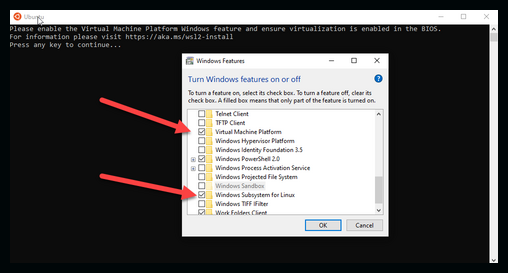 Ubuntu
Please enable the Virtual Machine Platform Windows feature and ensure virtualization is enabled in the BIOS.
For information please visit https://aka.ms/wsl2-install
Press any key to continue...
Windows Features
Turn Windows features on or off
To turn a feature on, select its check box. To turn a feature off, clear its
check box. A filled box means that only part of the feature is turned on.
Telnet Client
TFTP Client
Virtual Machine Platform
Windows Hypervisor Platform
Windows Identity Foundation 3.5
Windows PowerShell 2.0
Windows Process Activation Service
Windows Projected File System
Windows Sandbox
Windows Subsystem for Linux
Windows TIFF IFilter
Work Folders Client
OK
Cancel